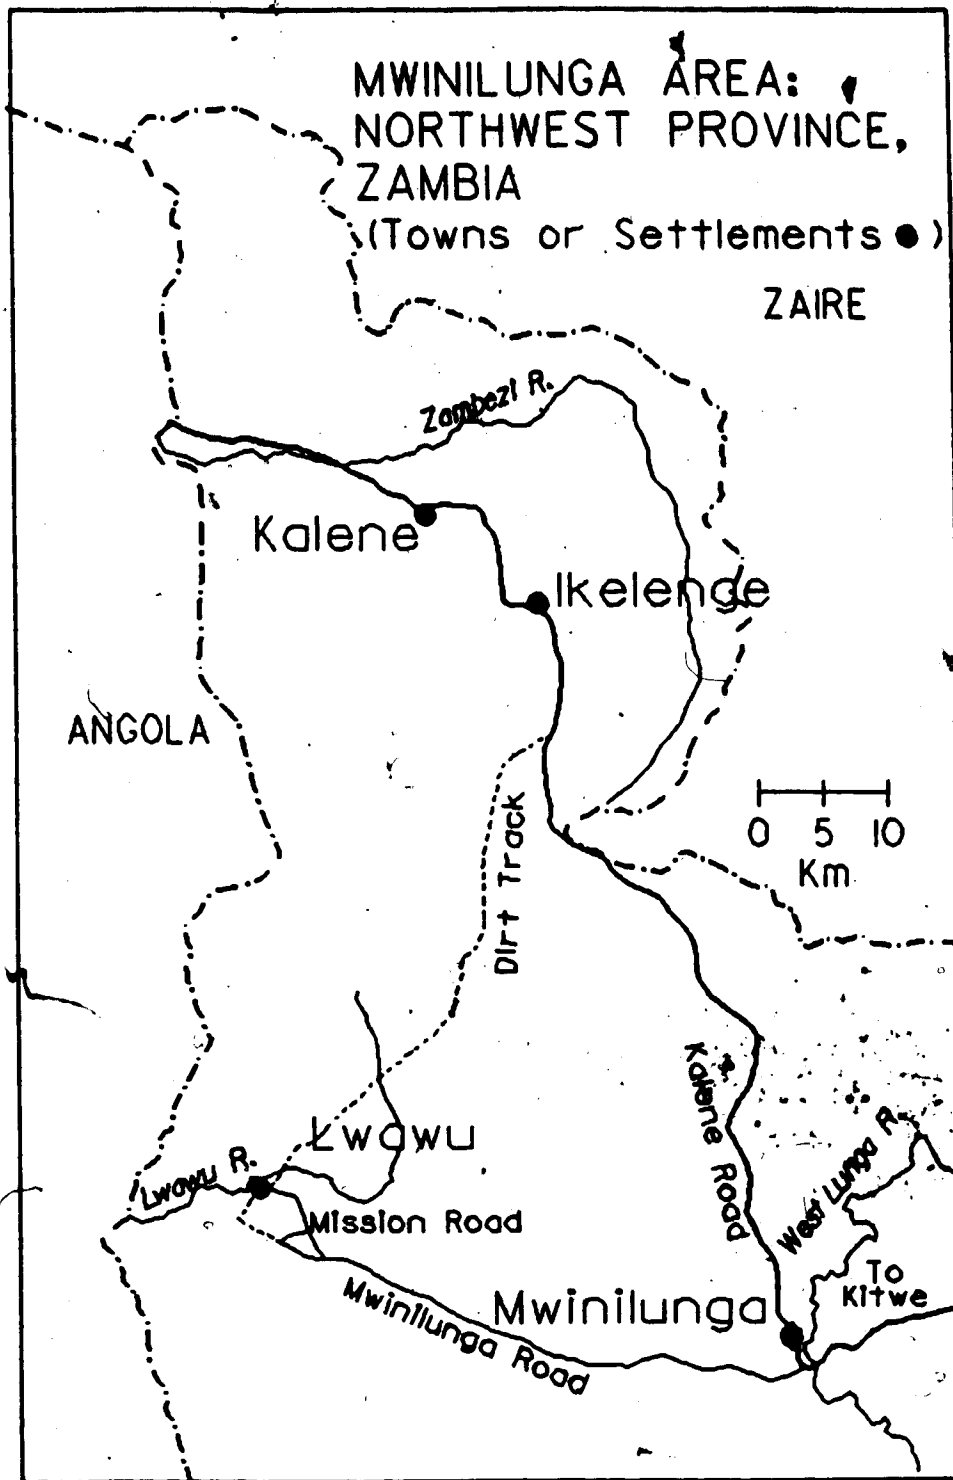 MWINILUNGA AREA:
NORTHWEST PROVINCE,
ZAMBIA
(Towns or Settlements ●)
ZAIRE
Zambezi R.
Kalene
Ikelenge
ANGOLA
0 5 10
Km
Dirt Track
Kalene Road
Lwawu
Lwawu R.
West Lunga R.
Mission Road
To
Kitwe
Mwinilunga
Mwinilunga Road